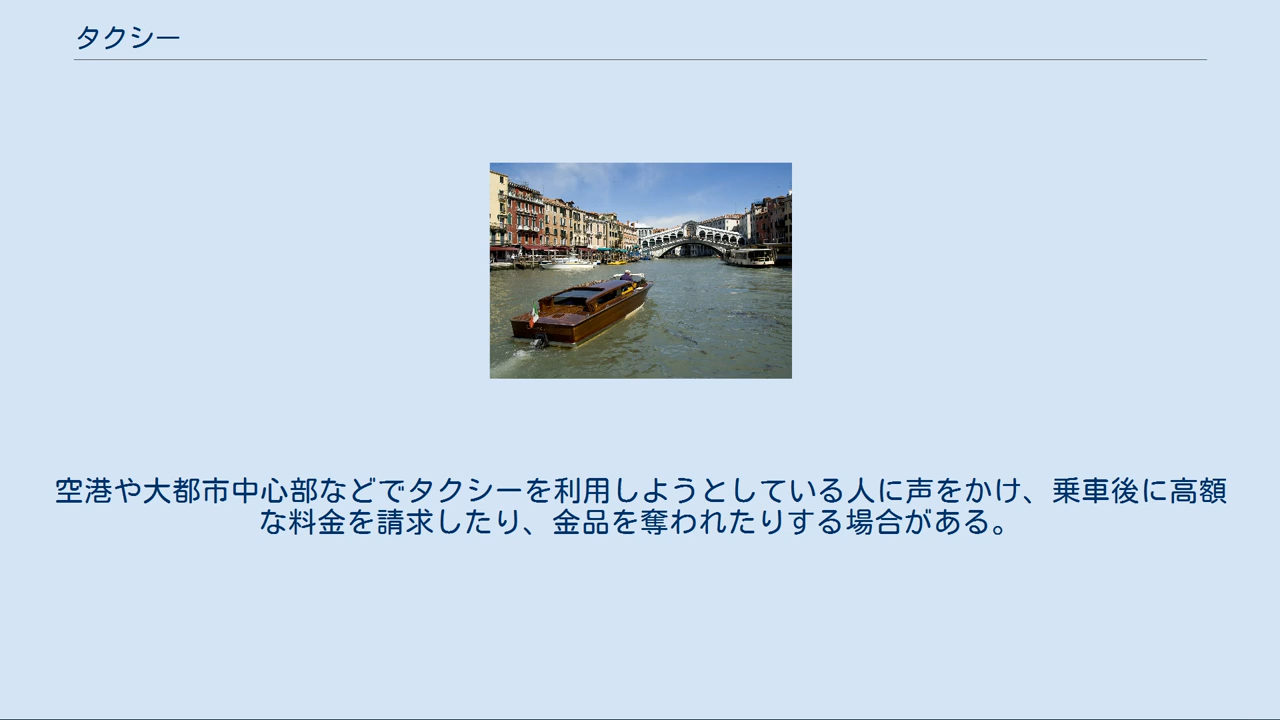 タクシー
空港や大都市中心部などでタクシーを利用しようとしている人に声をかけ、乗車後に高額
な料金を請求したり、金品を奪われたりする場合がある。